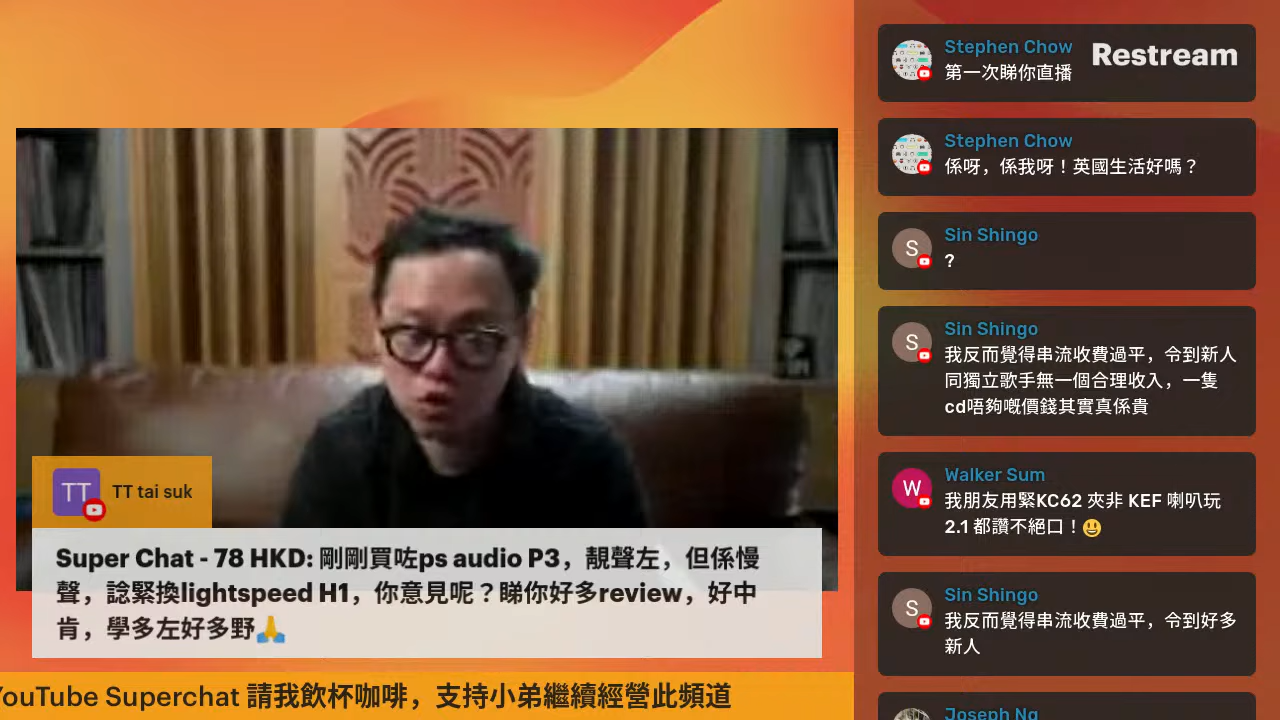 TT
TT tai suk
Super Chat - 78 HKD: 剛剛買咗ps audio P3，靚聲左，但係慢
聲，諗緊換lightspeed H1，你意見呢？睇你好多review，好中
肯，學多左好多野🙏
YouTube Superchat 請我飲杯咖啡，支持小弟繼續經營此頻道
Restream
Stephen Chow
第一次睇你直播
Stephen Chow
係呀，係我呀！英國生活好嗎？
S
Sin Shingo
?
S
Sin Shingo
我反而覺得串流收費過平，令到新人
同獨立歌手無一個合理收入，一隻
cd唔夠嘅價錢其實真係貴
W
Walker Sum
我朋友用緊KC62 夾非 KEF 喇叭玩
2.1 都讚不絕口！😃
S
Sin Shingo
我反而覺得串流收費過平，令到好多
新人
Joseph Ng